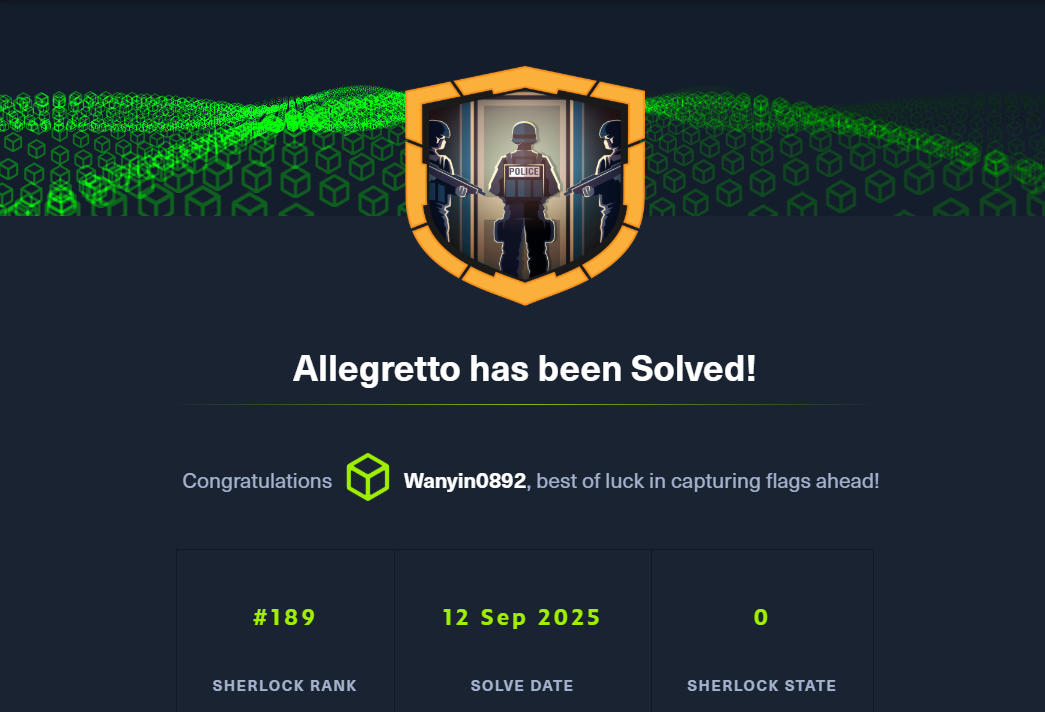 POLICE
Allegretto has been Solved!
Congratulations Wanyin0892, best of luck in capturing flags ahead!
#189 12 Sep 2025 0
SHERLOCK RANK SOLVE DATE SHERLOCK STATE